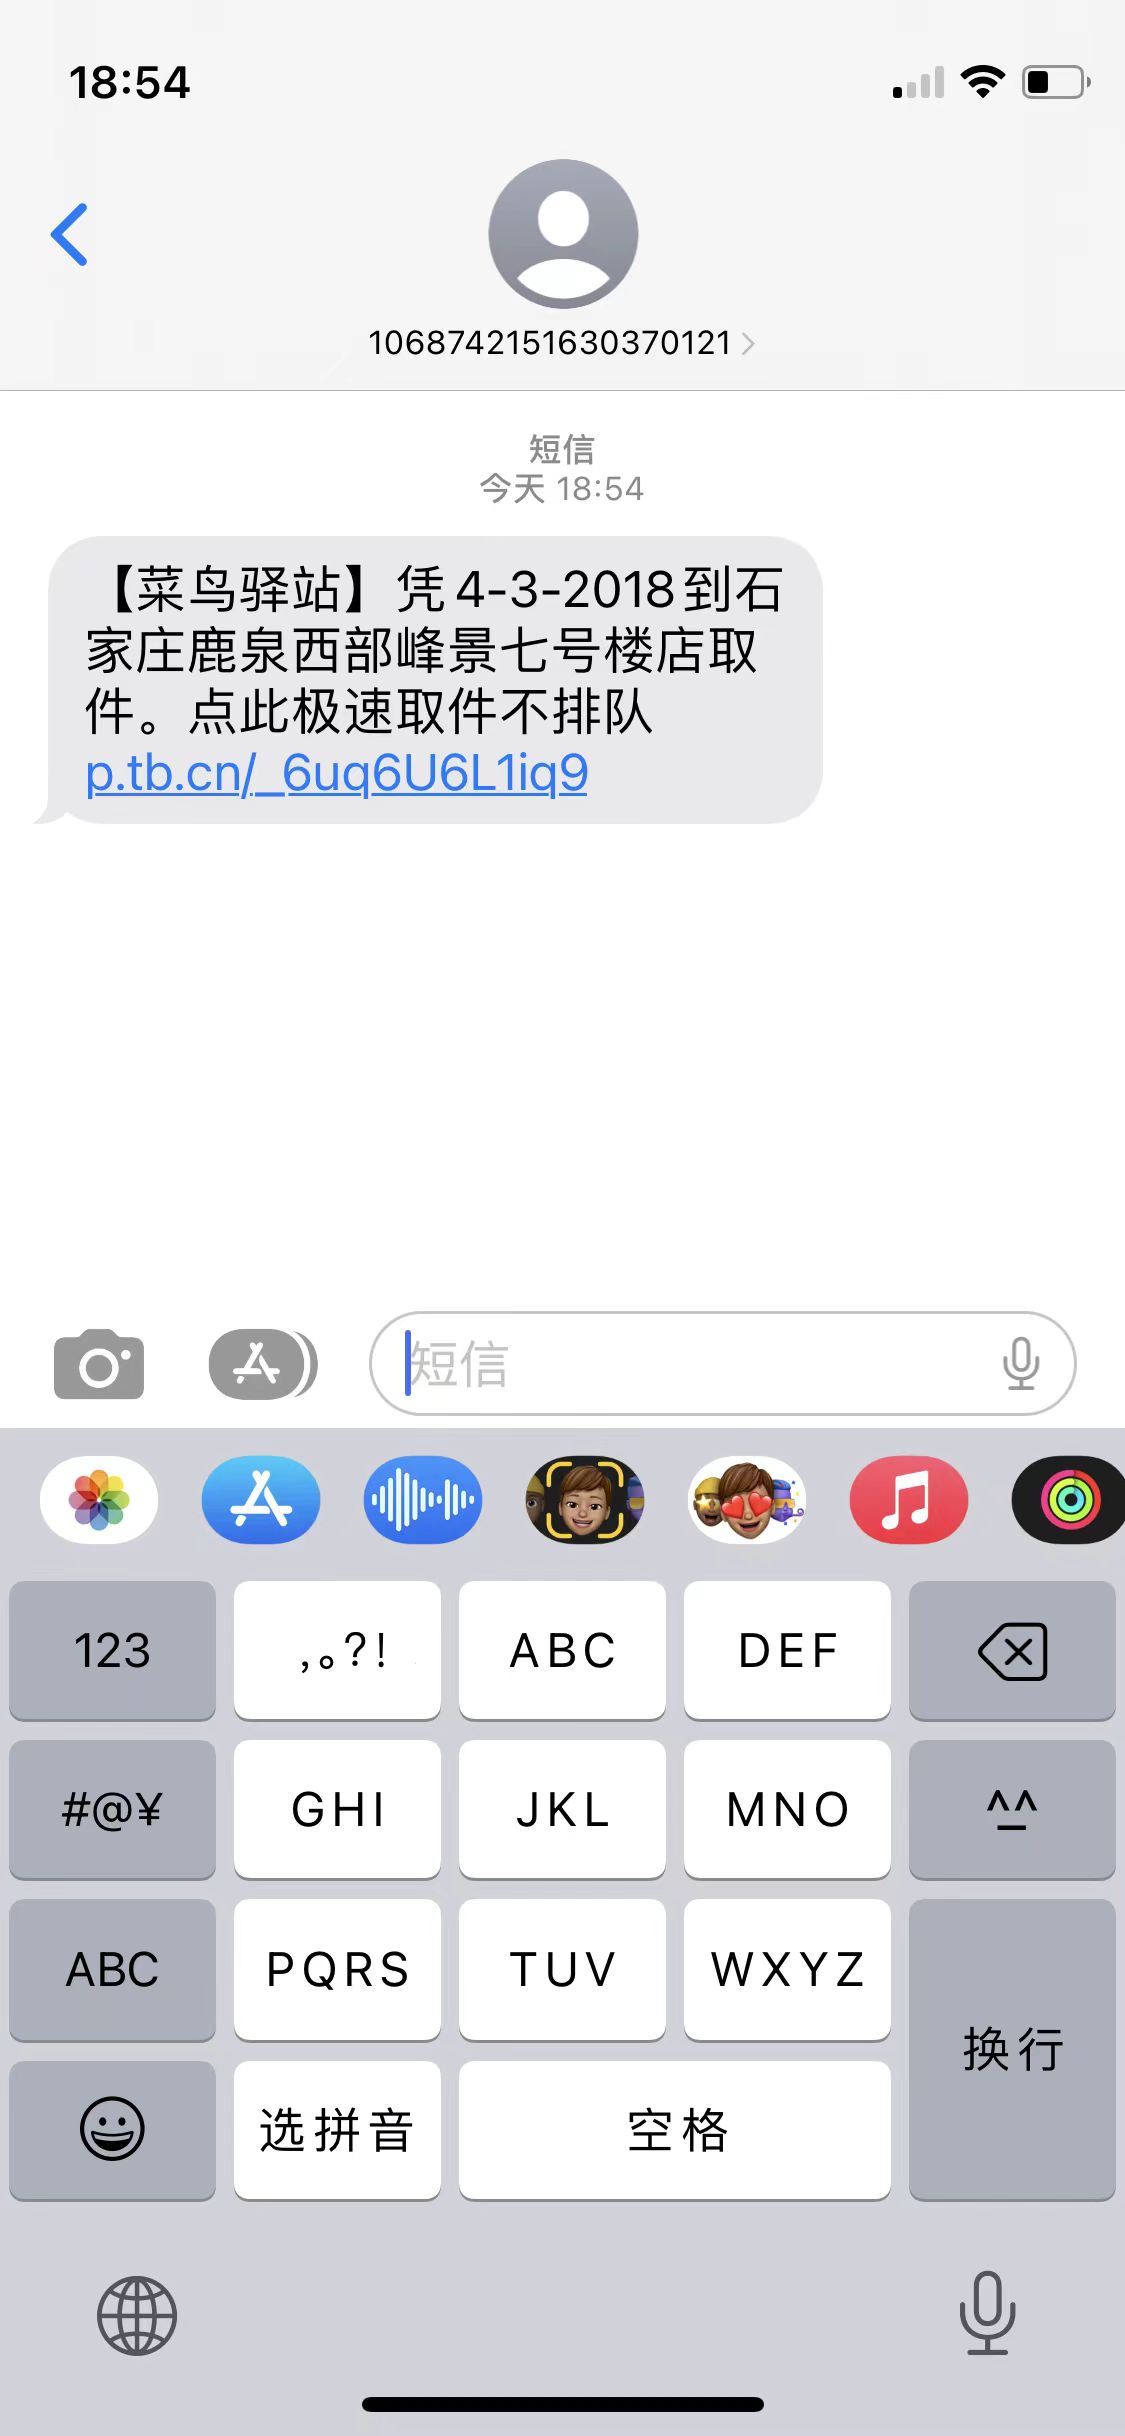 18:54
1068742151630370121
短信
今天 18:54
【菜鸟驿站】凭4-3-2018到石
家庄鹿泉西部峰景七号楼店取
件。点此极速取件不排队
p.tb.cn/_6uq6U6L1iq9
短信
123
,。?!
ABC
DEF
#@¥
GHI
JKL
MNO
^^
ABC
PQRS
TUV
WXYZ
换行
选拼音
空格